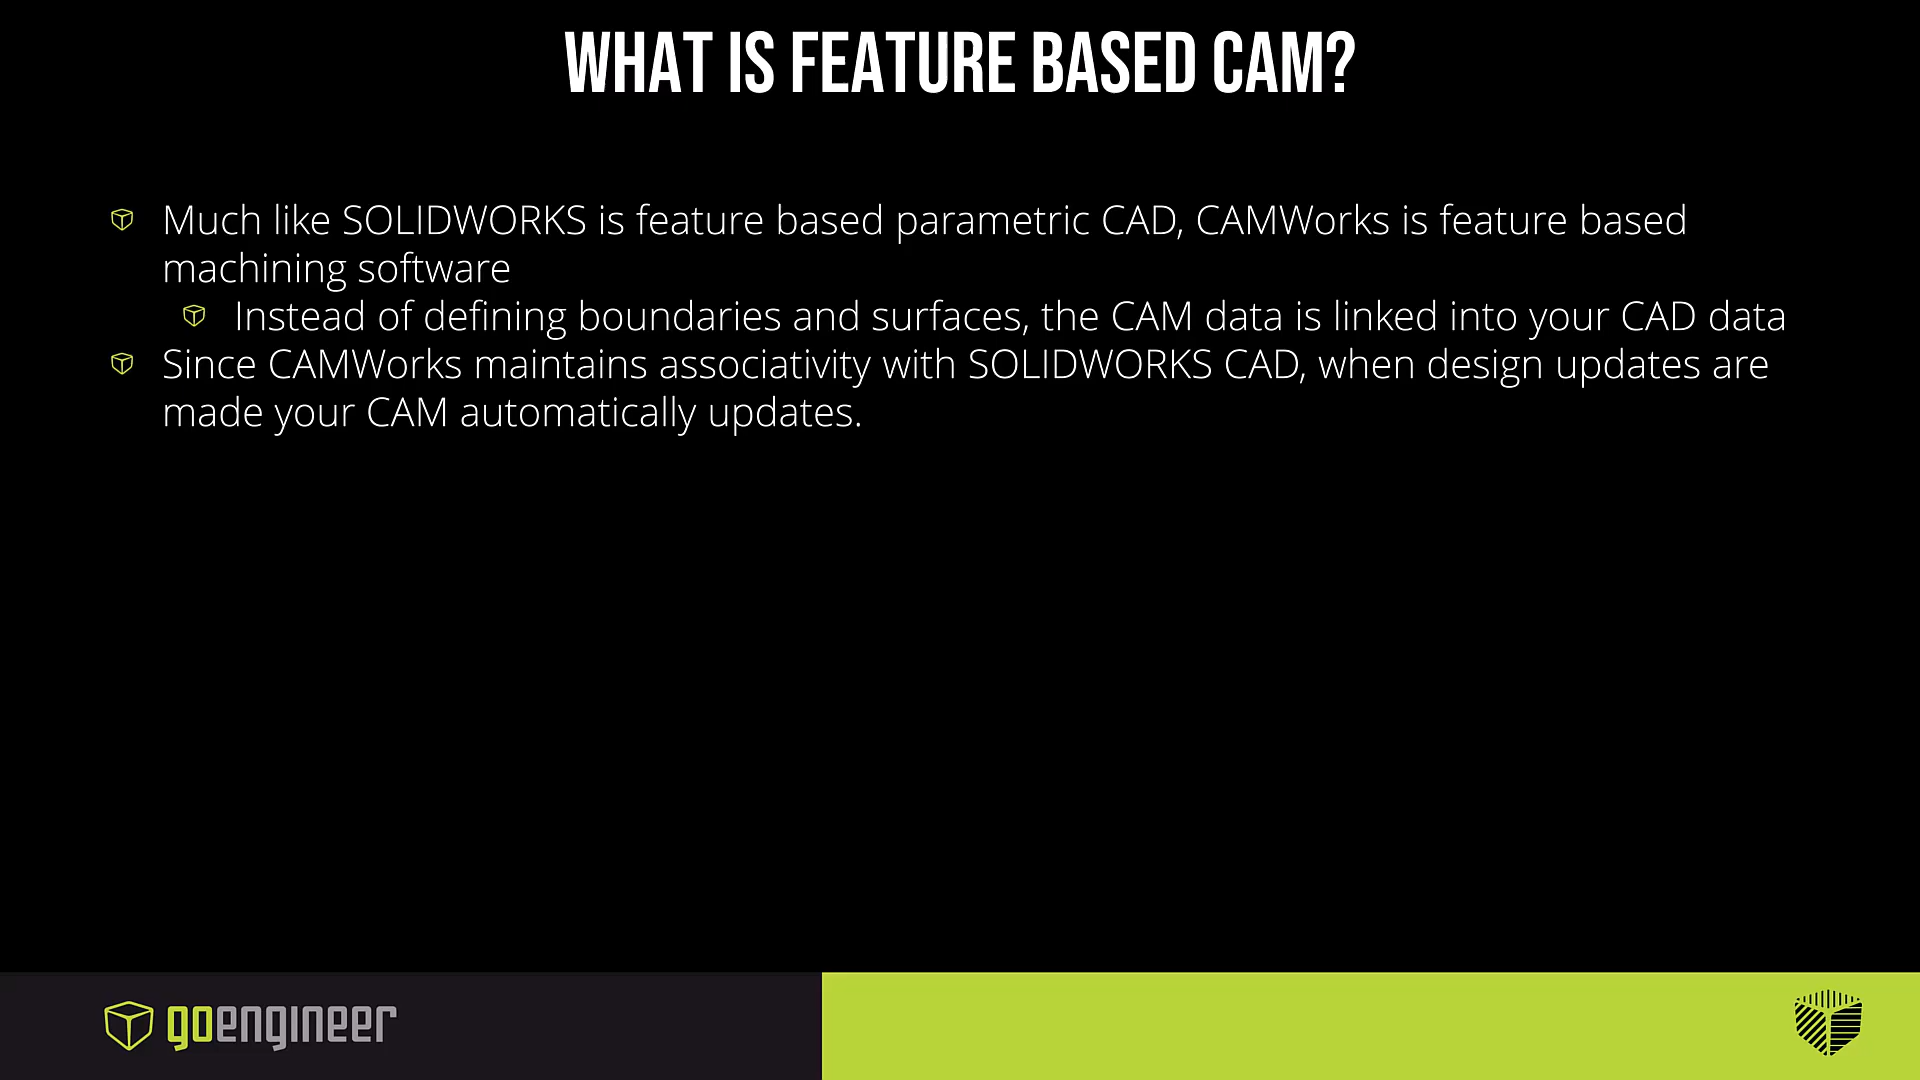 WHAT IS FEATURE BASED CAM?
Much like SOLIDWORKS is feature based parametric CAD, CAMWorks is feature based
machining software
Instead of defining boundaries and surfaces, the CAM data is linked into your CAD data
Since CAMWorks maintains associativity with SOLIDWORKS CAD, when design updates are
made your CAM automatically updates.
goengineer